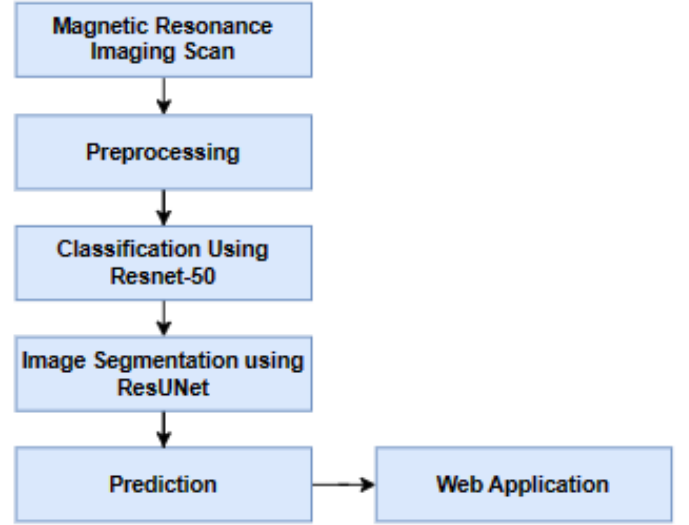 Magnetic Resonance
Imaging Scan
Preprocessing
Classification Using
Resnet-50
Image Segmentation using
ResUNet
Prediction
Web Application